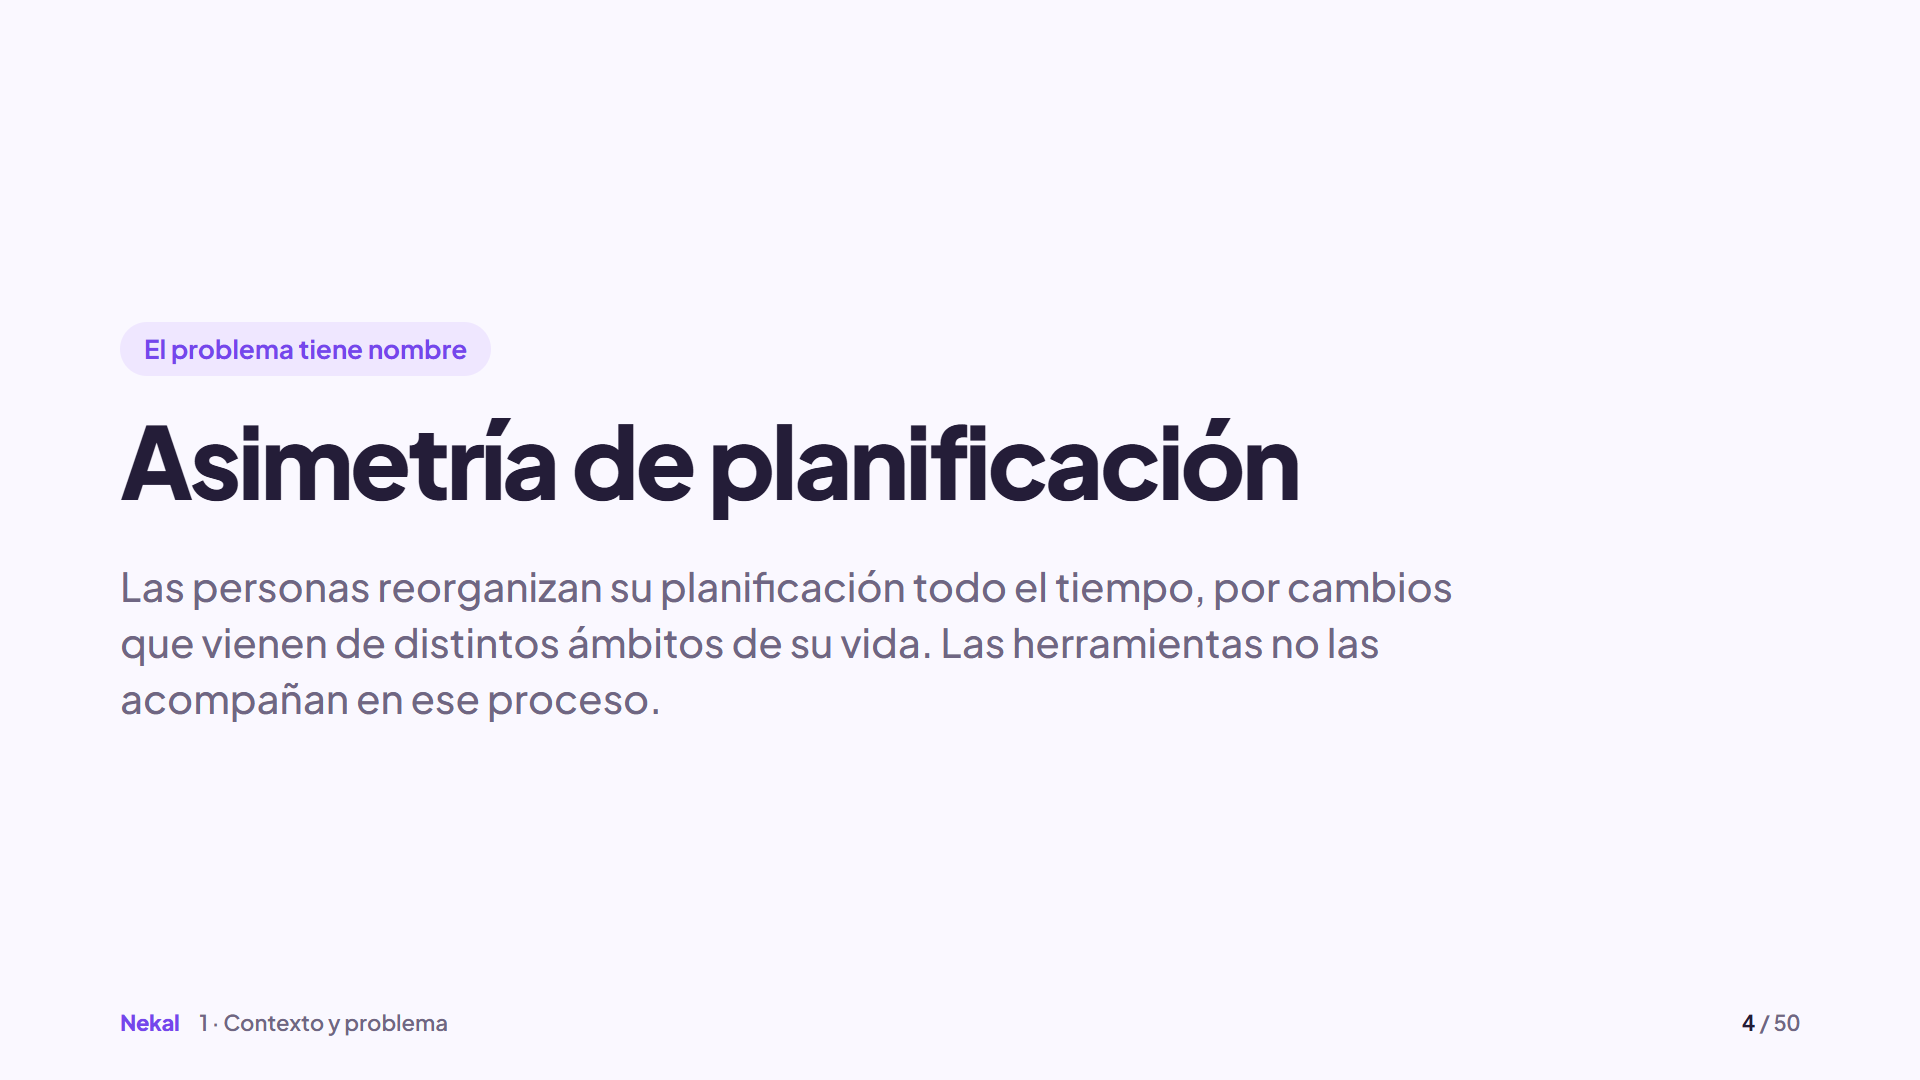 El problema tiene nombre
Asimetría de planificación
Las personas reorganizan su planificación todo el tiempo, por cambios
que vienen de distintos ámbitos de su vida. Las herramientas no las
acompañan en ese proceso.
Nekal 1 · Contexto y problema
4 / 50